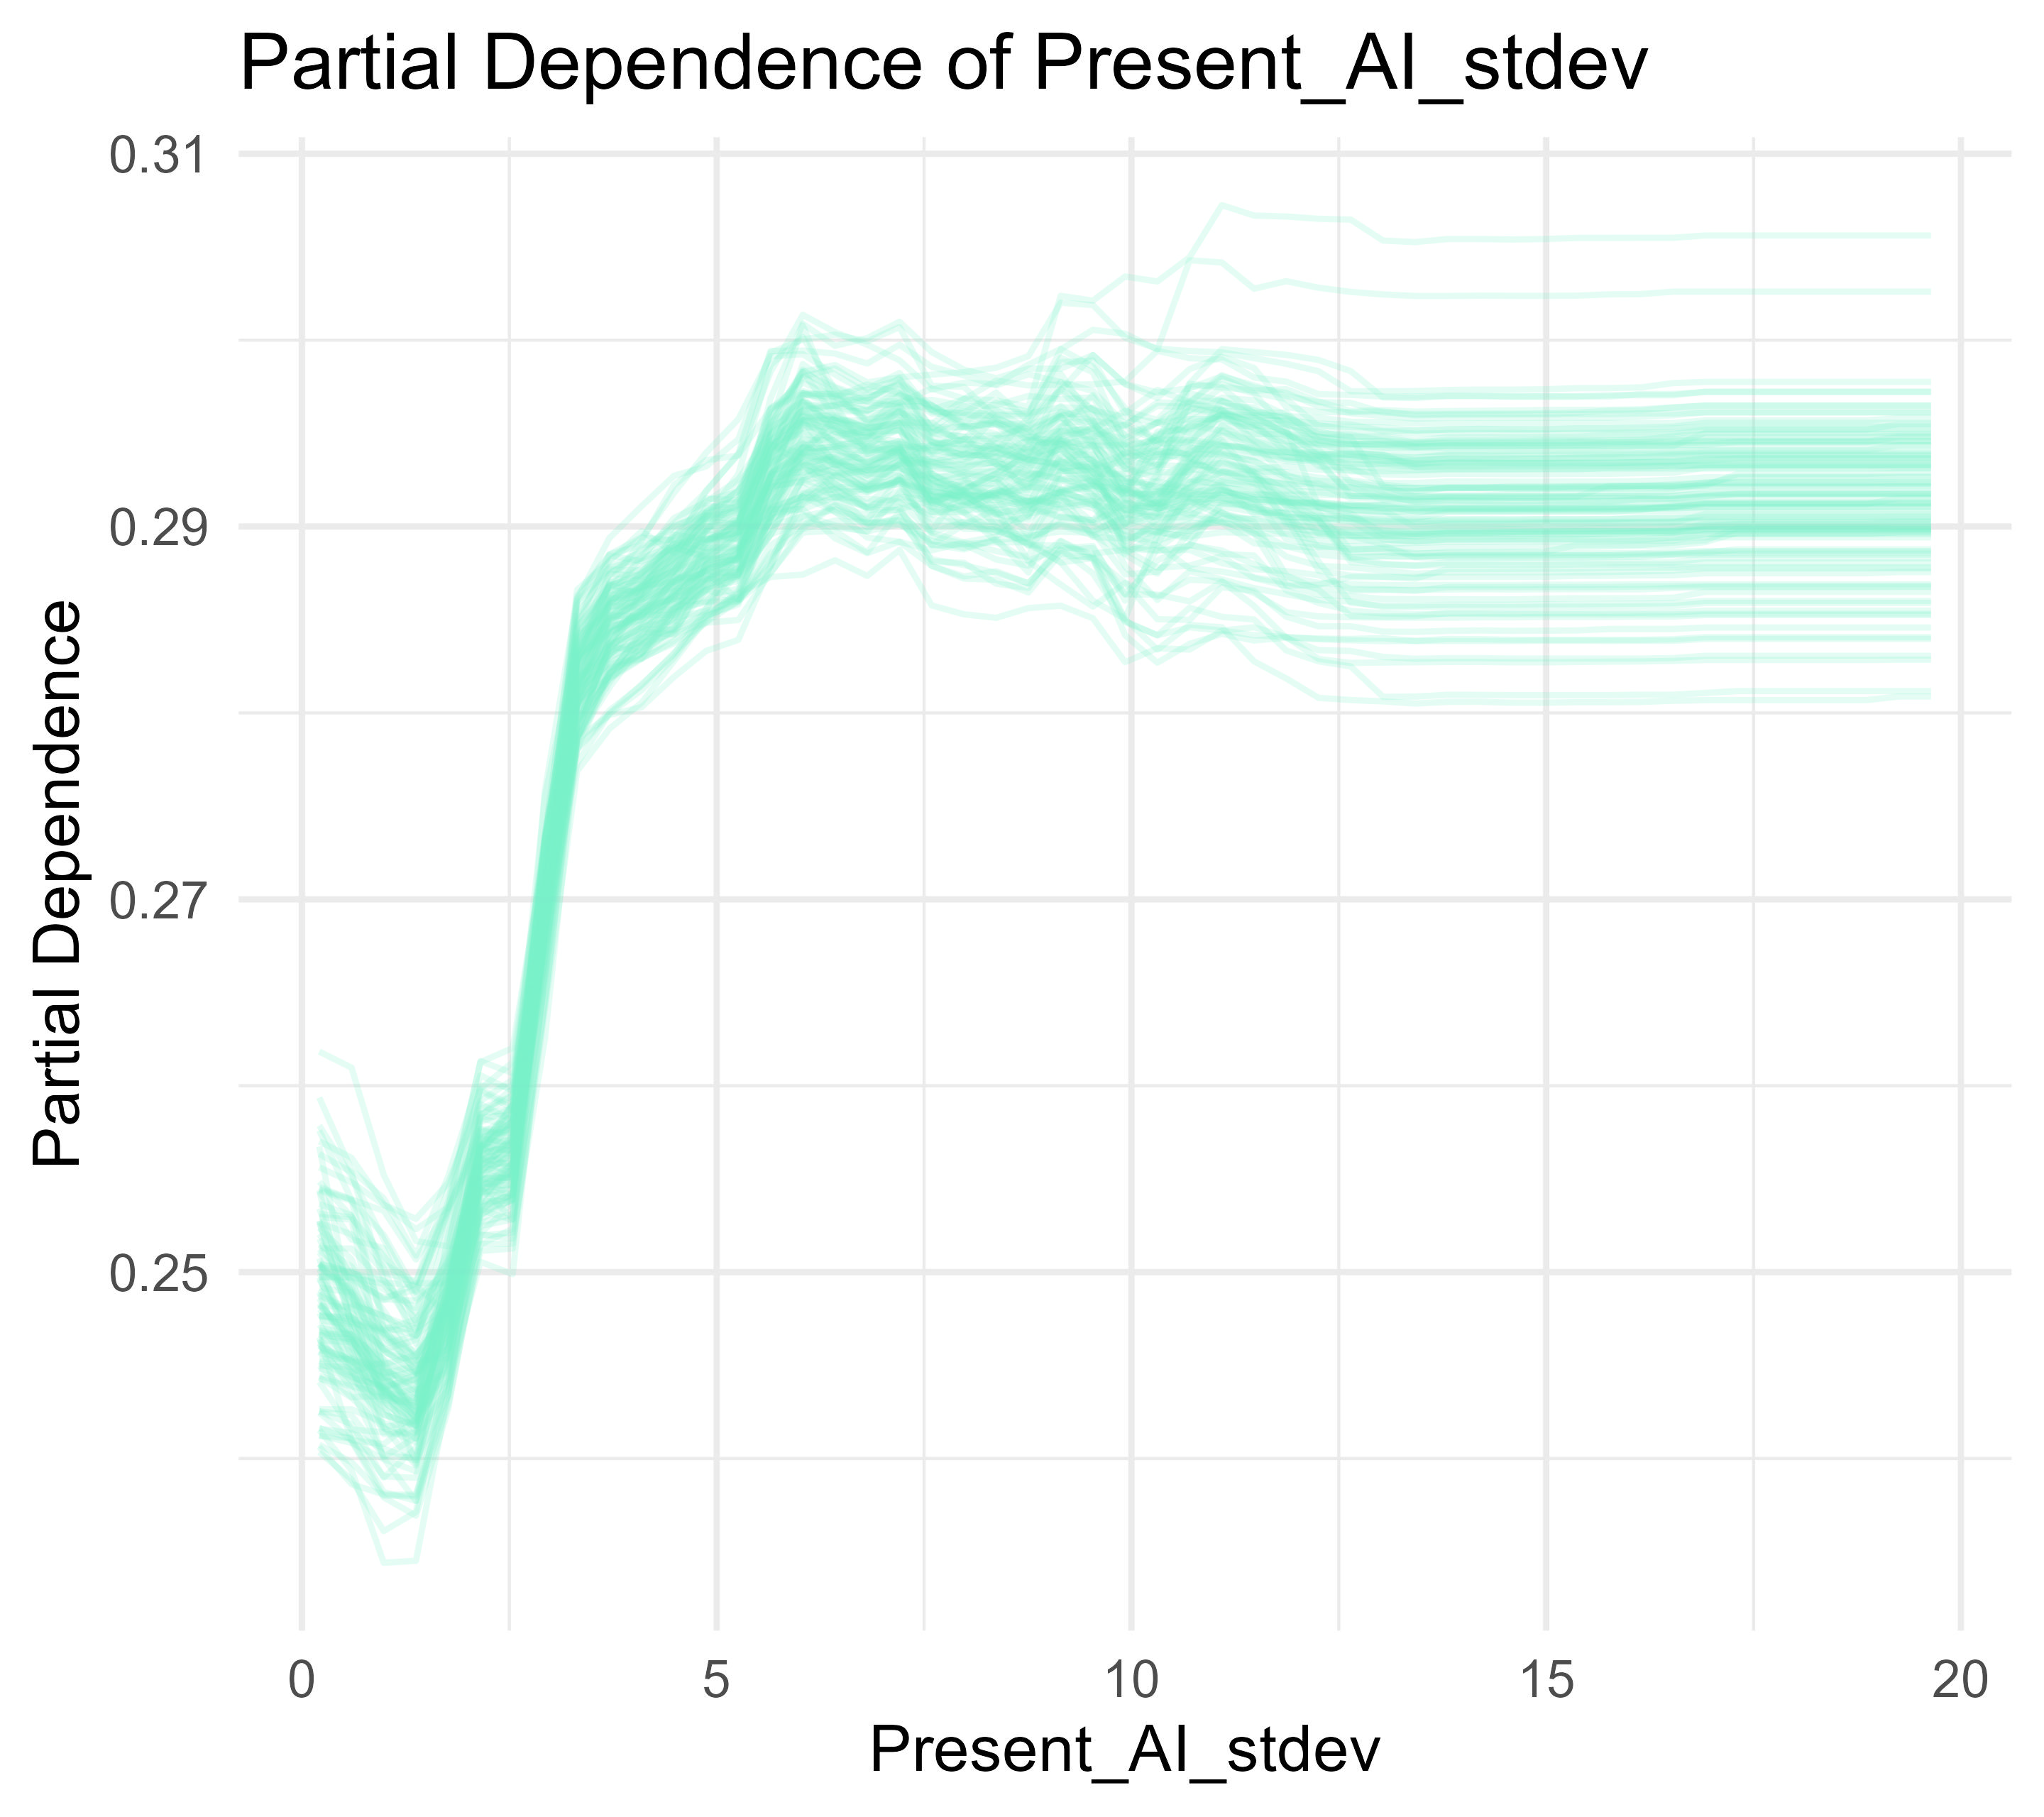 Partial Dependence of Present_AI_stdev
0.31
0.29
0.27
0.25
Partial Dependence
0 5 10 15 20
Present_AI_stdev